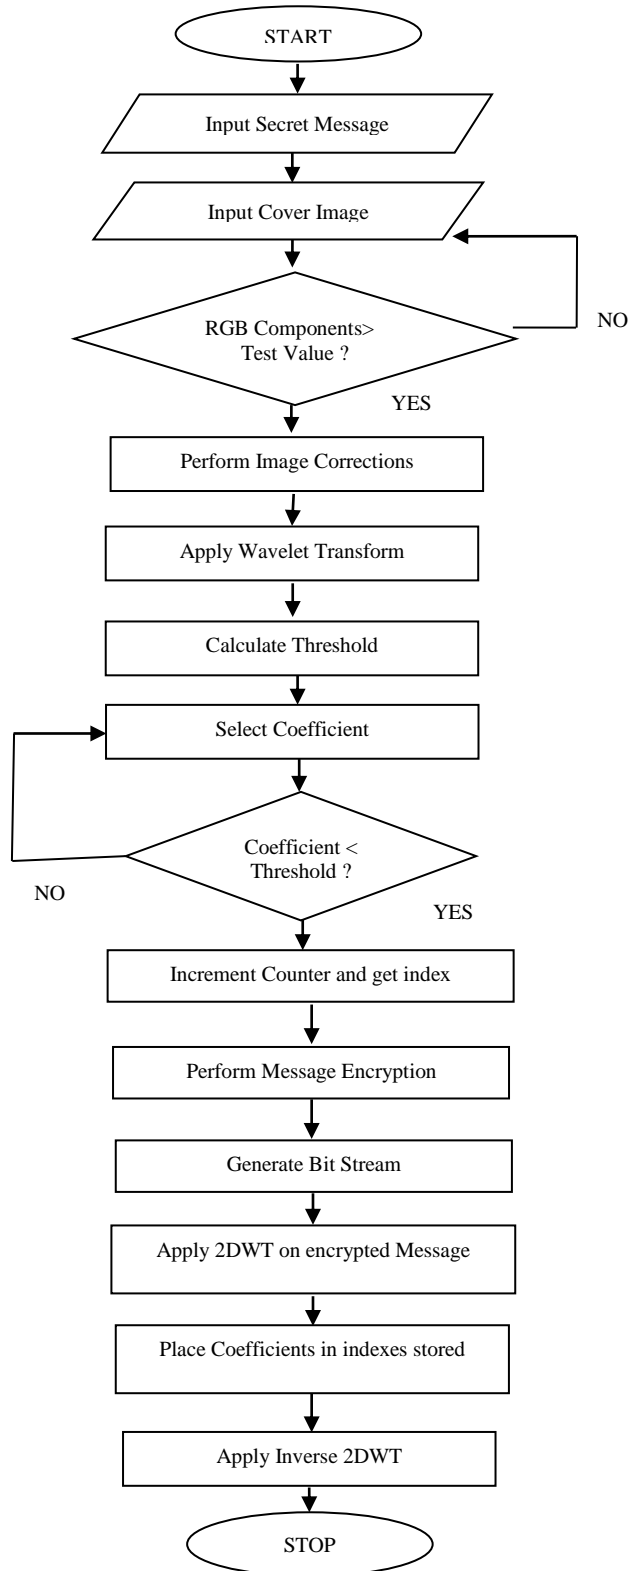 START
Input Secret Message
Input Cover Image
RGB Components>
Test Value ?
NO
YES
Perform Image Corrections
Apply Wavelet Transform
Calculate Threshold
Select Coefficient
Coefficient <
Threshold ?
NO
YES
Increment Counter and get index
Perform Message Encryption
Generate Bit Stream
Apply 2DWT on encrypted Message
Place Coefficients in indexes stored
Apply Inverse 2DWT
STOP